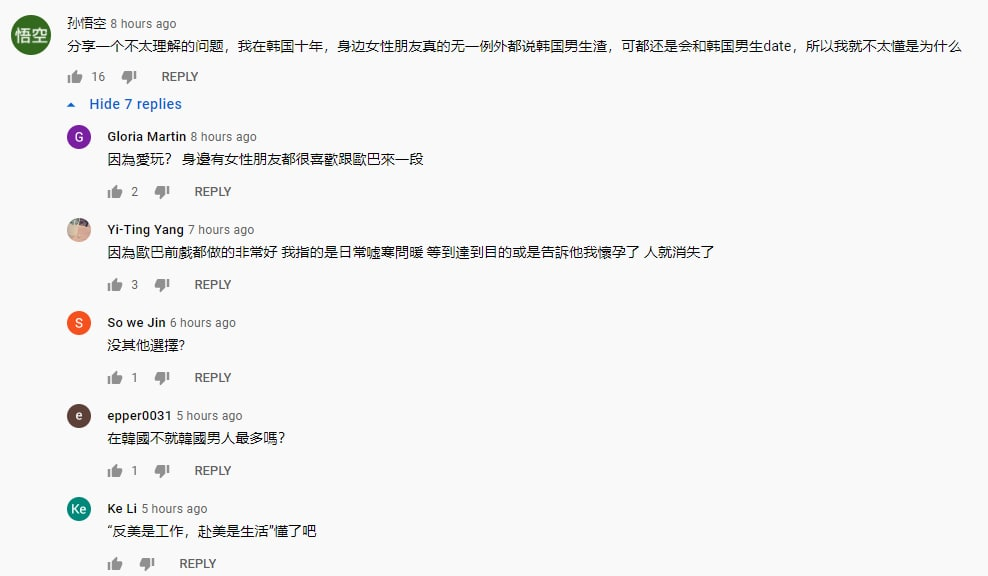 悟空
孙悟空 8 hours ago
分享一个不太理解的问题，我在韩国十年，身边女性朋友真的无一例外都说韩国男生渣，可都还是会和韩国男生date，所以我就不太懂是为什么
16 REPLY
Hide 7 replies
G
Gloria Martin 8 hours ago
因為愛玩？ 身邊有女性朋友都很喜歡跟歐巴來一段
2 REPLY
Yi-Ting Yang 7 hours ago
因為歐巴前戲都做的非常好 我指的是日常噓寒問暖 等到達到目的或是告訴他我懷孕了 人就消失了
3 REPLY
S
So we Jin 6 hours ago
没其他選擇?
1 REPLY
e
epper0031 5 hours ago
在韓國不就韓國男人最多嗎?
1 REPLY
Ke
Ke Li 5 hours ago
“反美是工作，赴美是生活”懂了吧
REPLY